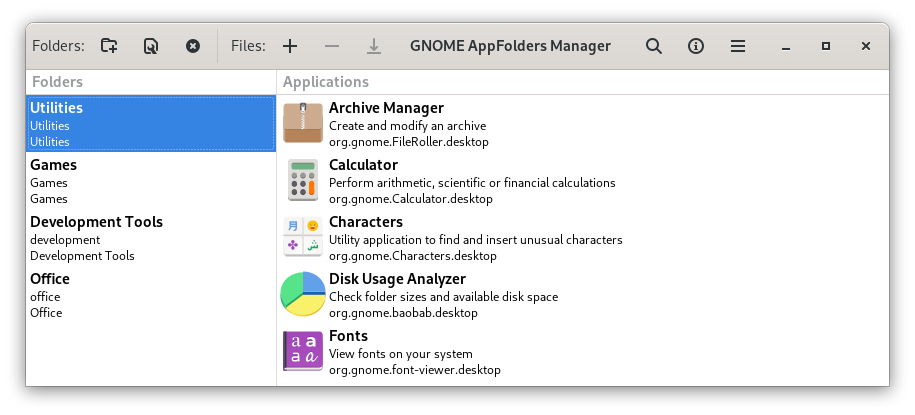 Folders:
Files:
GNOME AppFolders Manager
Folders
Applications
Utilities
Utilities
Utilities
Games
Games
Games
Development Tools
development
Development Tools
Office
office
Office
Archive Manager
Create and modify an archive
org.gnome.FileRoller.desktop
Calculator
Perform arithmetic, scientific or financial calculations
org.gnome.Calculator.desktop
Characters
Utility application to find and insert unusual characters
org.gnome.Characters.desktop
Disk Usage Analyzer
Check folder sizes and available disk space
org.gnome.baobab.desktop
Fonts
View fonts on your system
org.gnome.font-viewer.desktop